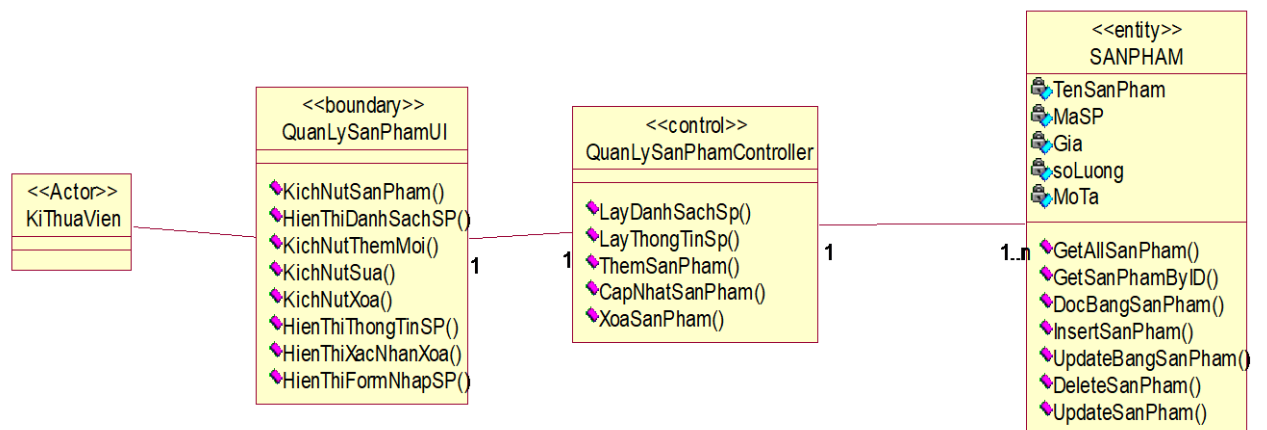 <<Actor>>
KiThuaVien
<<boundary>>
QuanLySanPhamUI
KichNutSanPham()
HienThiDanhSachSP()
KichNutThemMoi()
KichNutSua()
KichNutXoa()
HienThiThongTinSP()
HienThiXacNhanXoa()
HienThiFormNhapSP()
1
1
<<control>>
QuanLySanPhamController
LayDanhSachSp()
LayThongTinSp()
ThemSanPham()
CapNhatSanPham()
XoaSanPham()
1
1..n
<<entity>>
SANPHAM
TenSanPham
MaSP
Gia
soLuong
MoTa
GetAllSanPham()
GetSanPhamByID()
DocBangSanPham()
InsertSanPham()
UpdateBangSanPham()
DeleteSanPham()
UpdateSanPham()